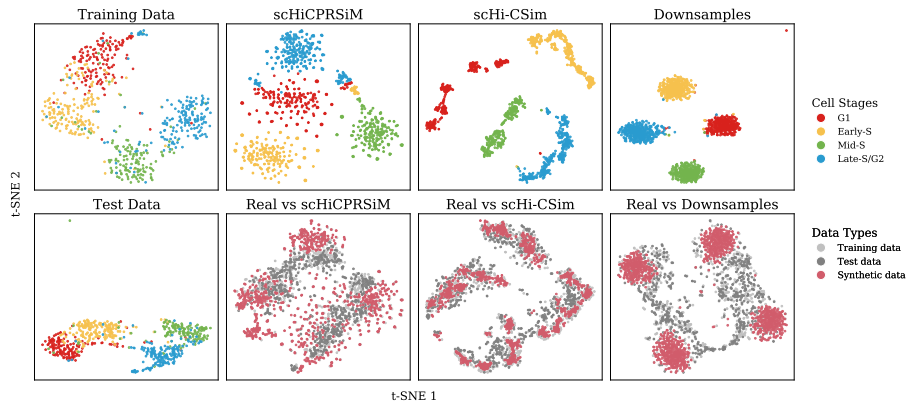 Training Data
scHiCPRSiM
scHi-CSim
Downsamples
Cell Stages
G1
Early-S
Mid-S
Late-S/G2
t-SNE 2
Test Data
Real vs scHiCPRSiM
Real vs scHi-CSim
Real vs Downsamples
Data Types
Training data
Test data
Synthetic data
t-SNE 1